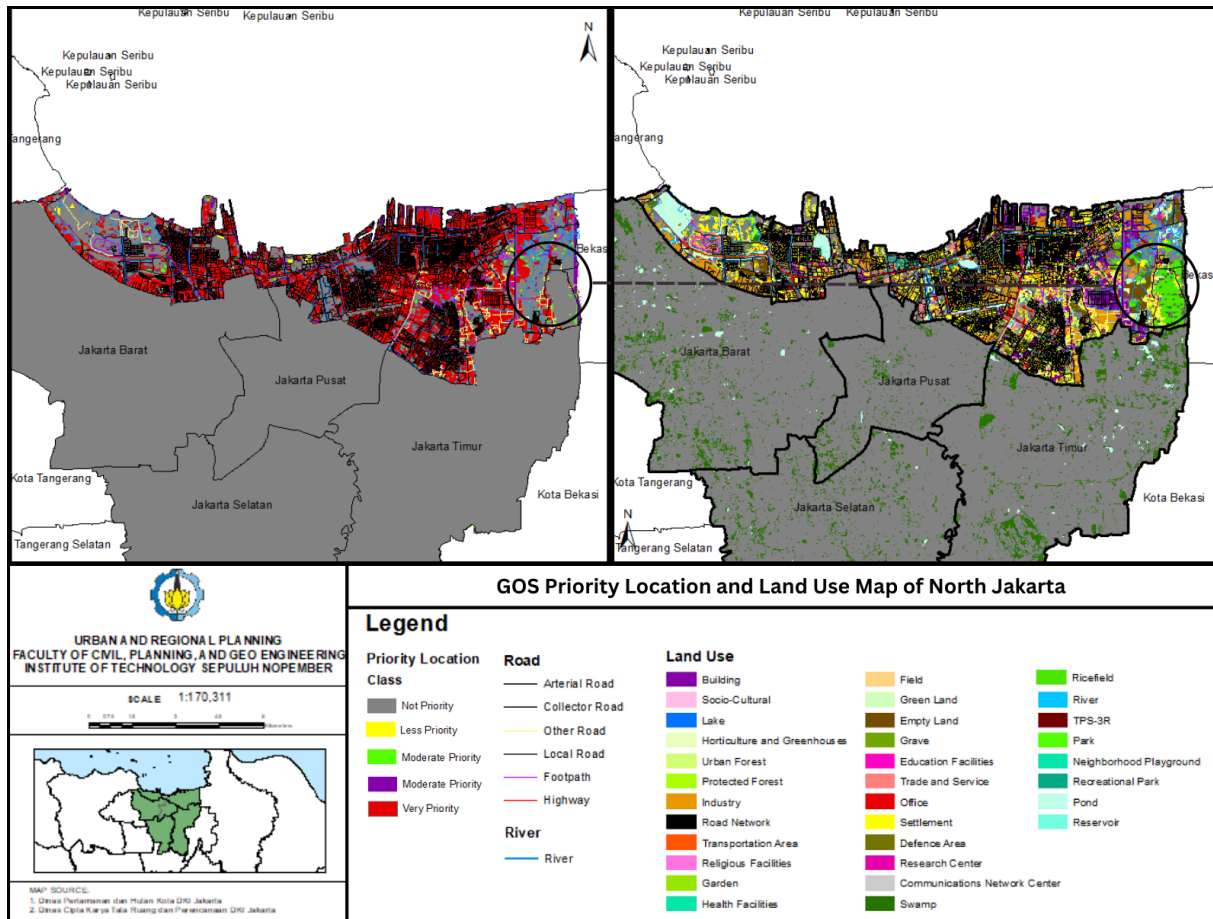 Kepulauan Seribu
Kepulauan Seribu
Kepulauan Seribu
Kepulauan Seribu
Kepulauan Seribu
N
Tangerang
Bekasi
Jakarta Barat
Jakarta Pusat
Jakarta Timur
Kota Tangerang
Jakarta Selatan
Kota Bekasi
Tangerang Selatan
Kepulauan Seribu
Kepulauan Seribu
Kepulauan Seribu
Kepulauan Seribu
Kepulauan Seribu
Tangerang
Bekasi
Jakarta Barat
Jakarta Pusat
Jakarta Timur
Kota Tangerang
Jakarta Selatan
Kota Bekasi
N
Tangerang Selatan
URBAN AND REGIONAL PLANNING
FACULTY OF CIVIL, PLANNING, AND GEO ENGINEERING
INSTITUTE OF TECHNOLOGY SEPULUH NOPEMBER
SCALE 1:170,311
MAP SOURCE:
1. Dinas Pertamanan dan Hutan Kota DKI Jakarta
2. Dinas Cipta Karya Tata Ruang dan Perencanaan DKI Jakarta
GOS Priority Location and Land Use Map of North Jakarta
Legend
Priority Location
Class
Not Priority
Less Priority
Moderate Priority
Moderate Priority
Very Priority
Road
Arterial Road
Collector Road
Other Road
Local Road
Footpath
Highway
River
River
Land Use
Building
Socio-Cultural
Lake
Horticulture and Greenhouses
Urban Forest
Protected Forest
Industry
Road Network
Transportation Area
Religious Facilities
Garden
Health Facilities
Field
Green Land
Empty Land
Grave
Education Facilities
Trade and Service
Office
Settlement
Defence Area
Research Center
Communications Network Center
Swamp
Ricefield
River
TPS-3R
Park
Neighborhood Playground
Recreational Park
Pond
Reservoir